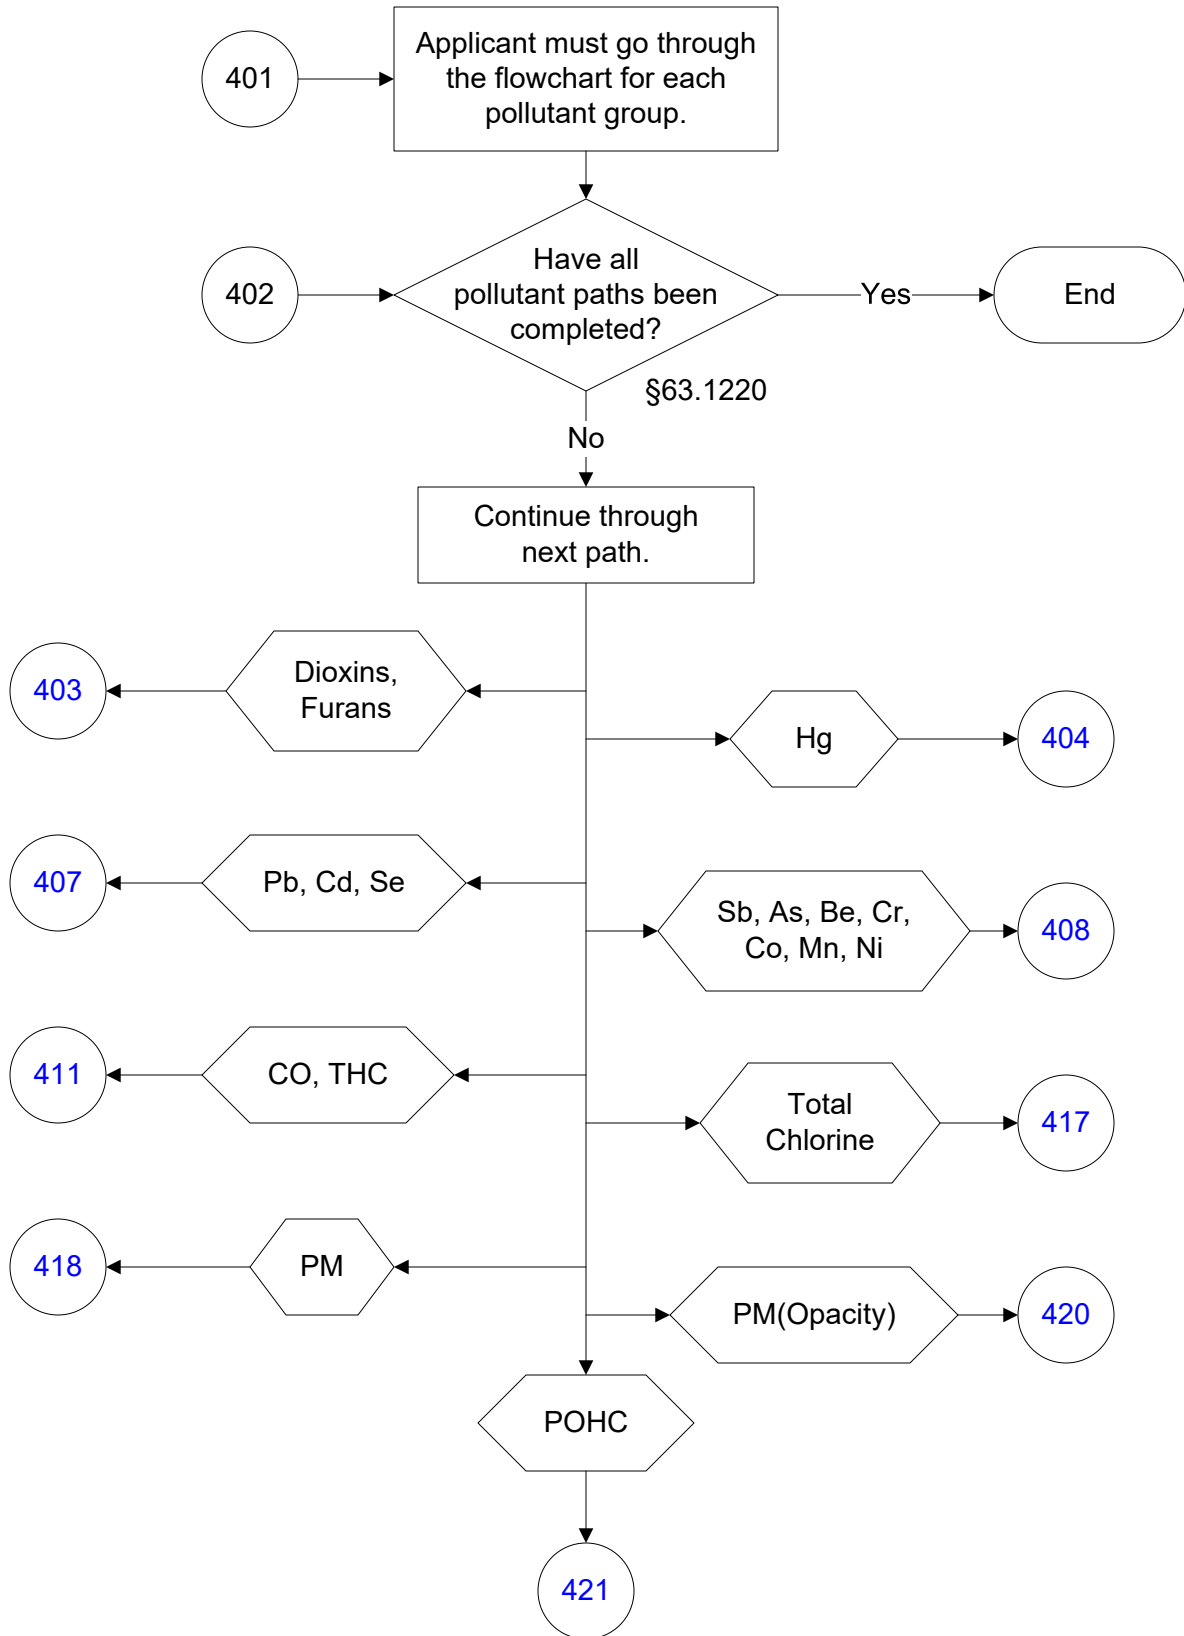 401
Applicant must go through
the flowchart for each
pollutant group.
402
Have all
pollutant paths been
completed?
Yes
End
§63.1220
No
Continue through
next path.
403
Dioxins,
Furans
Hg
404
407
Pb, Cd, Se
Sb, As, Be, Cr,
Co, Mn, Ni
408
411
CO, THC
Total
Chlorine
417
418
PM
PM(Opacity)
420
POHC
421